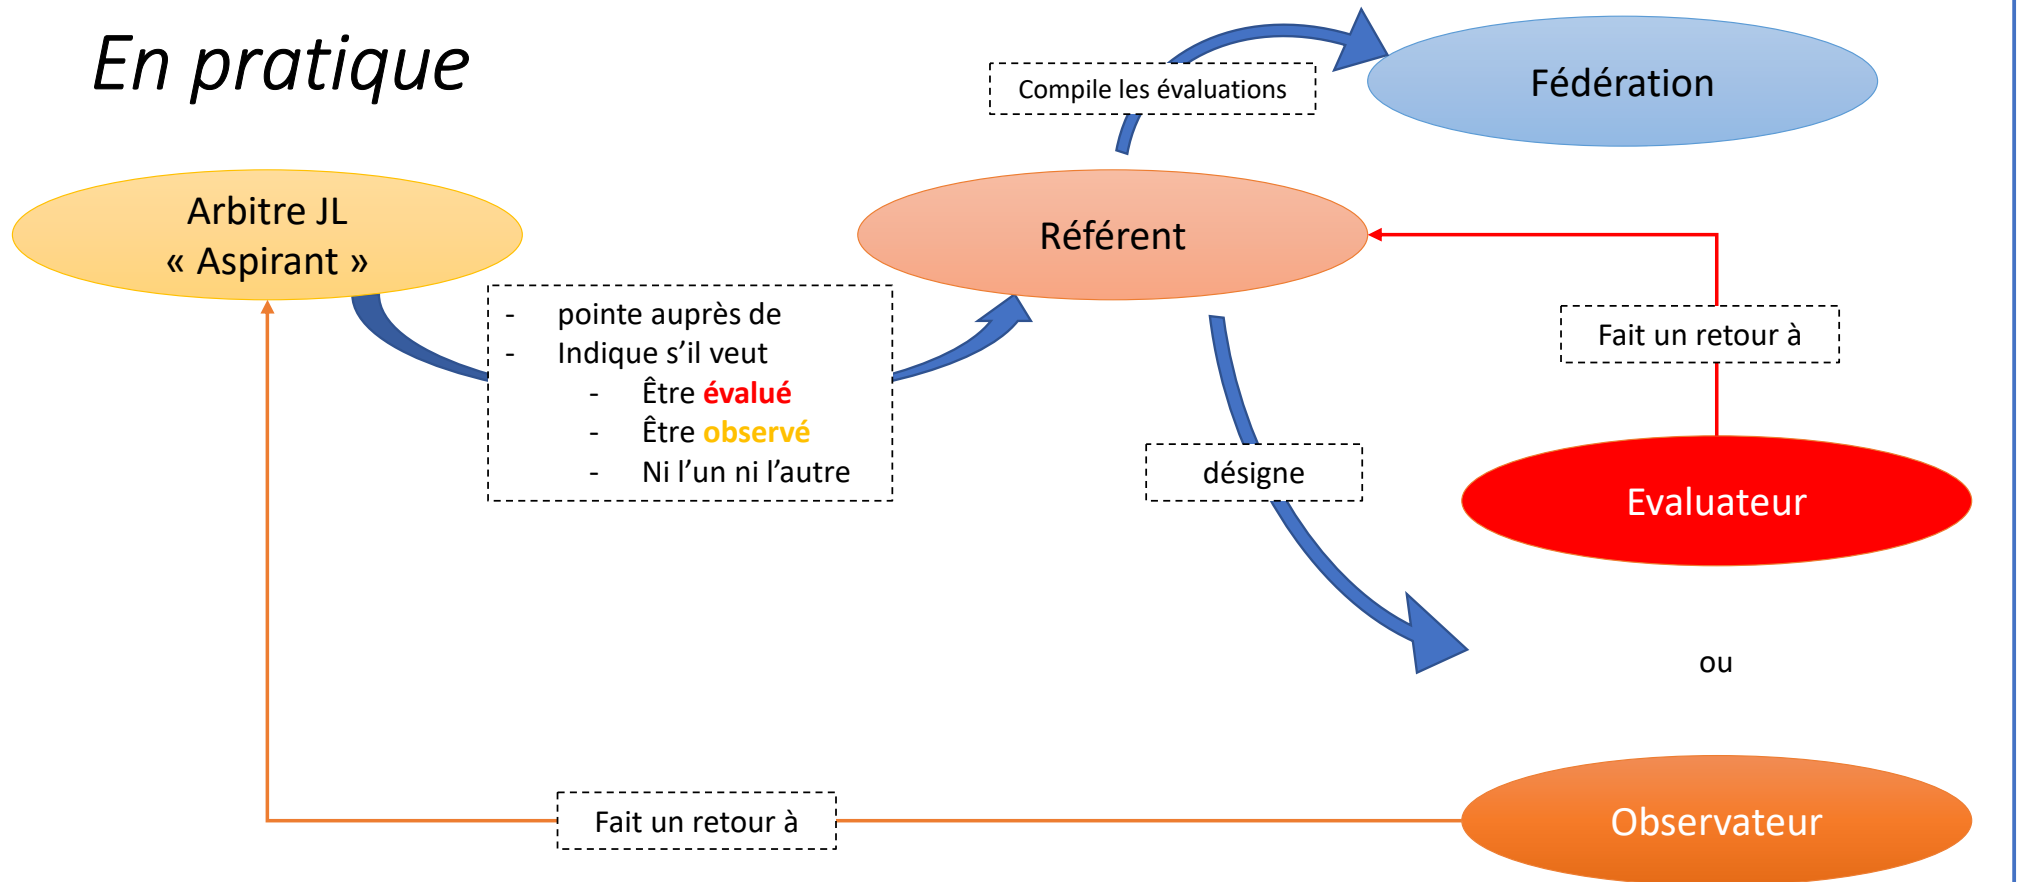 En pratique
Compile les évaluations
Fédération
Arbitre JL
« Aspirant »
Référent
- pointe auprès de
- Indique s’il veut
- Être évalué
- Être observé
- Ni l’un ni l’autre
Fait un retour à
désigne
Evaluateur
ou
Fait un retour à
Observateur